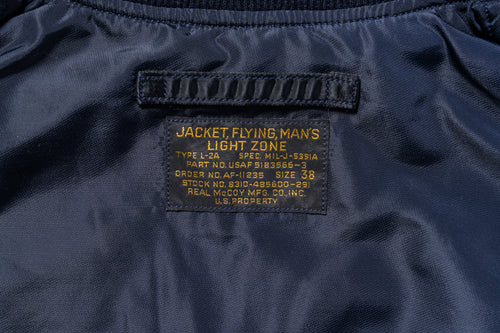 JACKET, FLYING, MAN'S
LIGHT ZONE
TYPE L-2A SPEC. MIL-J-5391A
PART NO. USAF 51B3566-3
ORDER NO. AF-11235 SIZE 38
STOCK NO. 8310-485600-291
REAL McCOY MFG. CO., INC.
U.S. PROPERTY